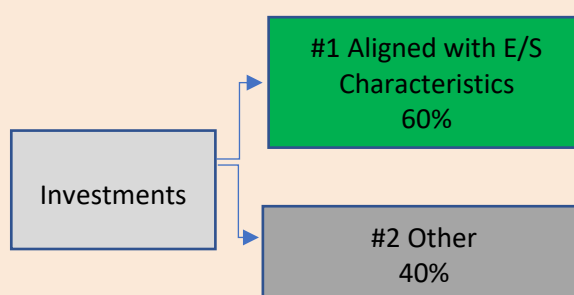 #1 Aligned with E/S
Characteristics
60%
Investments
#2 Other
40%